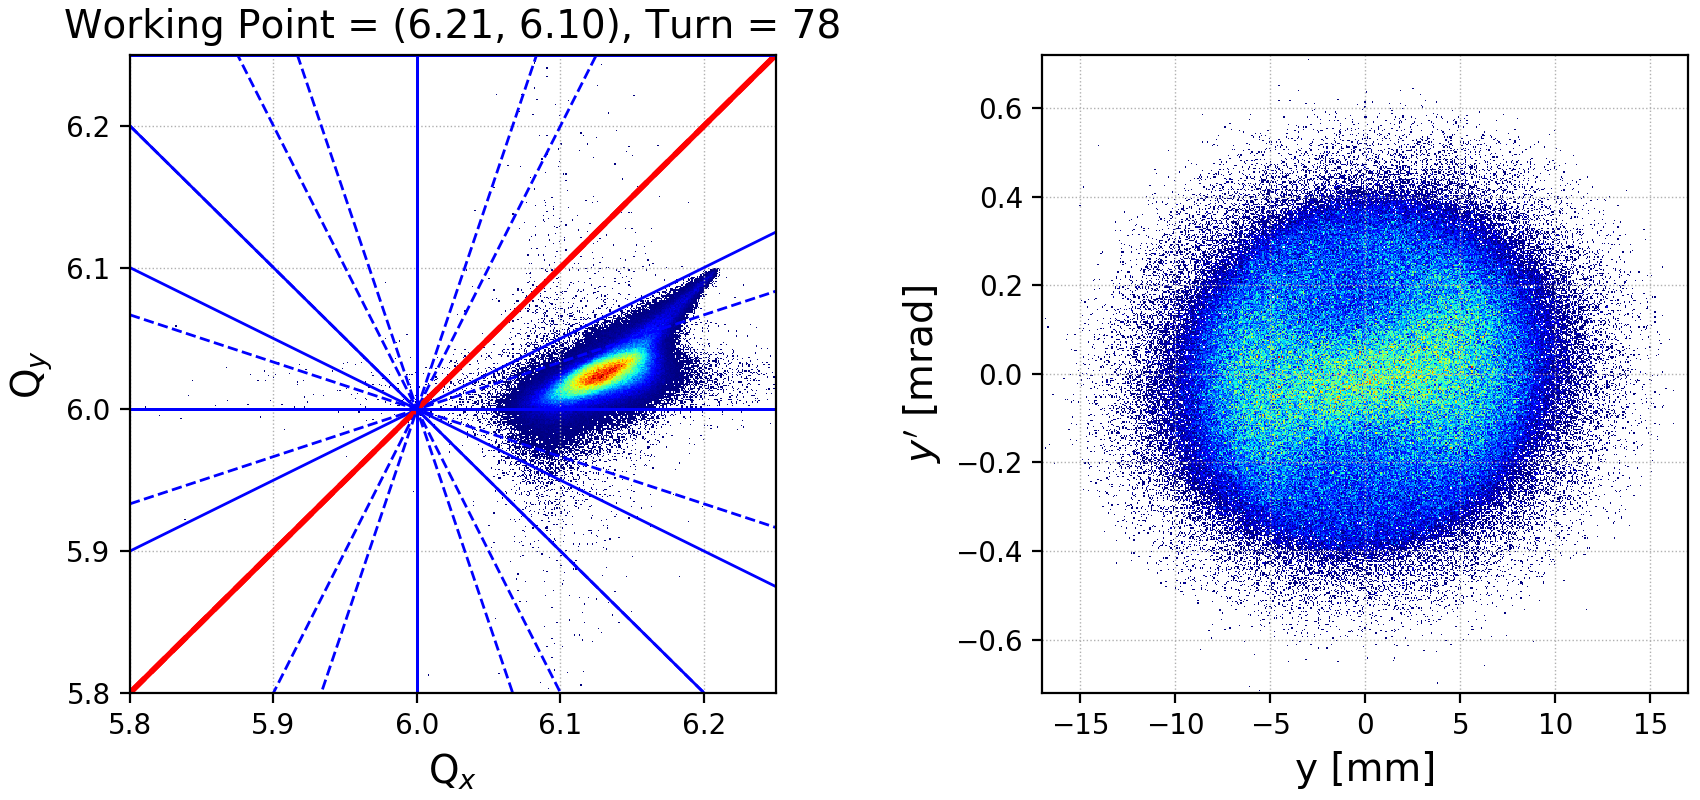 Working Point = (6.21, 6.10), Turn = 78
6.2
6.1
6.0
5.9
5.8
Q_y
5.8 5.9 6.0 6.1 6.2
Q_x
0.6
0.4
0.2
0.0
−0.2
−0.4
−0.6
y′ [mrad]
−15 −10 −5 0 5 10 15
y [mm]